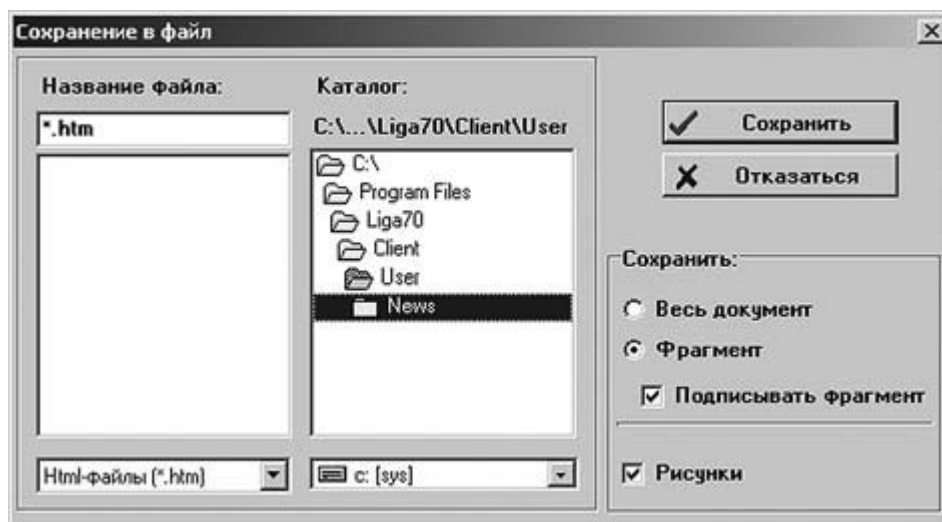 Сохранение в файл
Название файла:
*.htm
Html-файлы (*.htm)
Каталог:
C:\...\Liga70\Client\User
C:\
Program Files
Liga70
Client
User
News
c: [sys]
Сохранить
Отказаться
Сохранить:
Весь документ
Фрагмент
Подписывать фрагмент
Рисунки